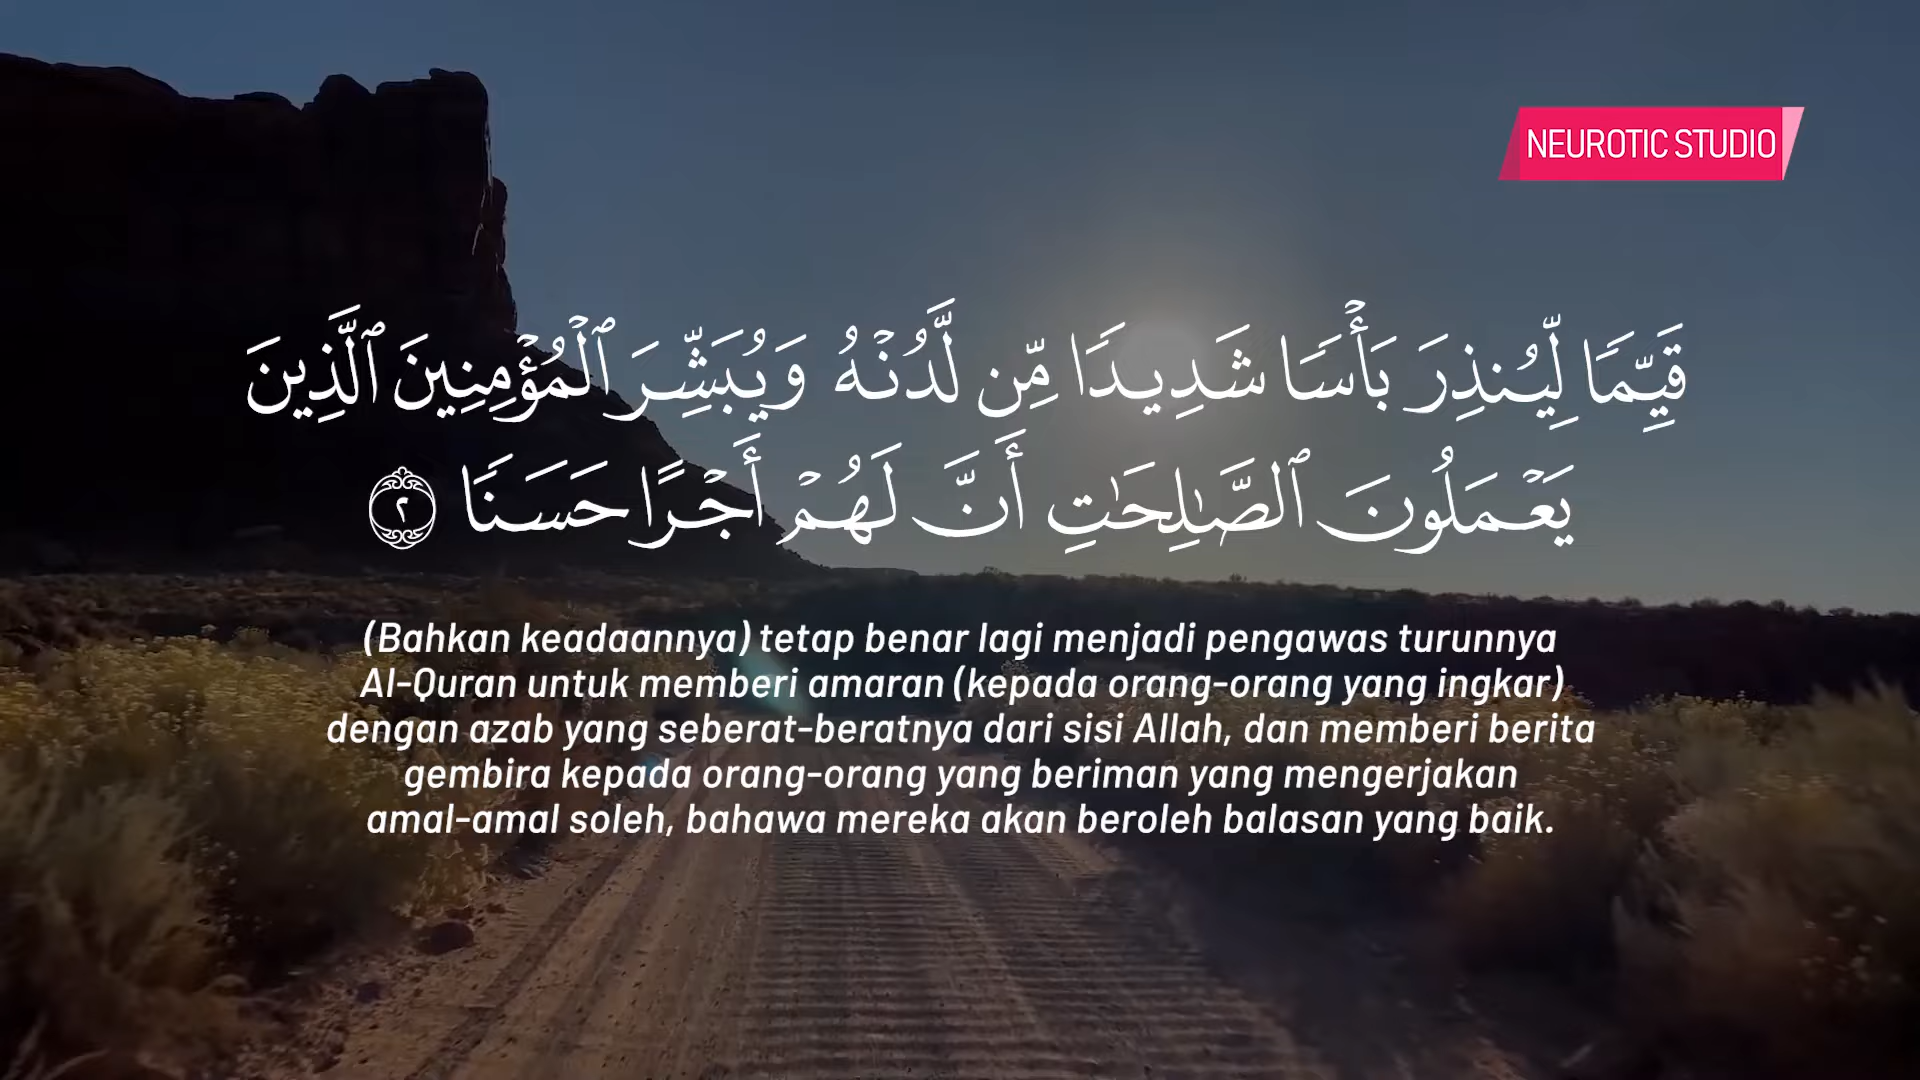 NEUROTIC STUDIO
قَيِّمًا لِّيُنذِرَ بَأْسًا شَدِيدًا مِّن لَّدُنْهُ وَيُبَشِّرَ ٱلْمُؤْمِنِينَ ٱلَّذِينَ
يَعْمَلُونَ ٱلصَّـٰلِحَـٰتِ أَنَّ لَهُمْ أَجْرًا حَسَنًا ٢
(Bahkan keadaannya) tetap benar lagi menjadi pengawas turunnya
Al-Quran untuk memberi amaran (kepada orang-orang yang ingkar)
dengan azab yang seberat-beratnya dari sisi Allah, dan memberi berita
gembira kepada orang-orang yang beriman yang mengerjakan
amal-amal soleh, bahawa mereka akan beroleh balasan yang baik.